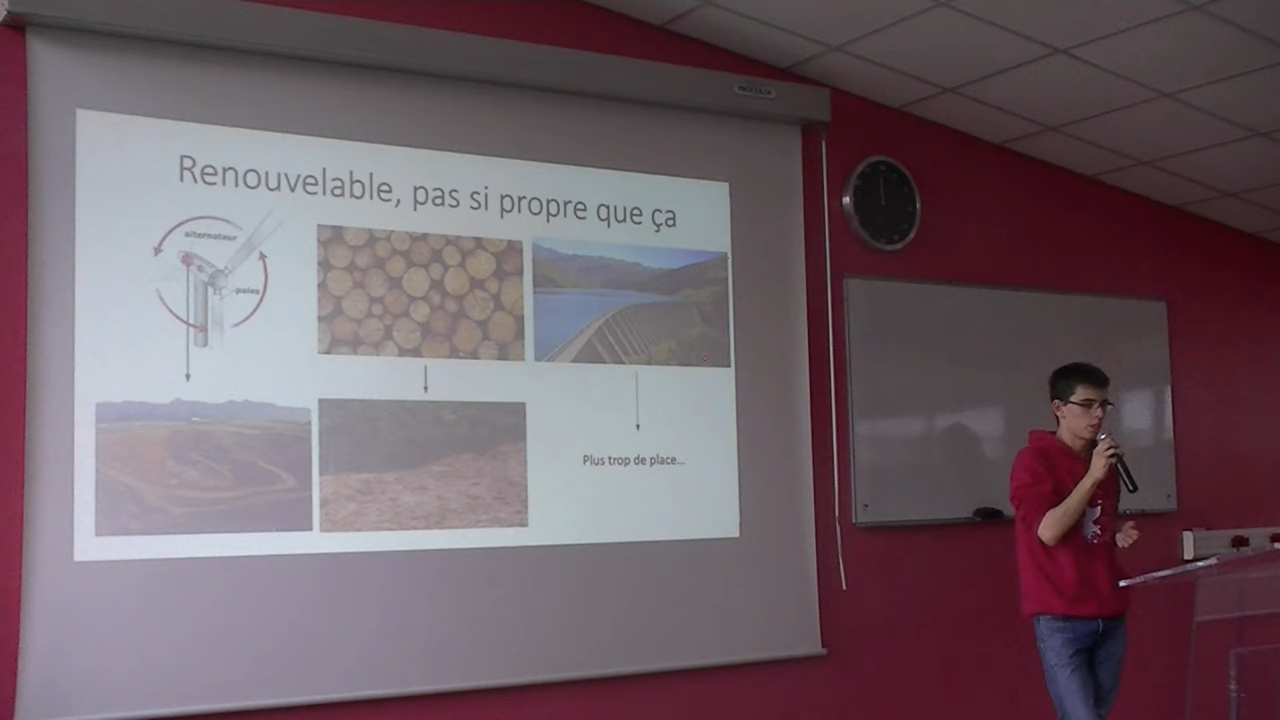 Renouvelable, pas si propre que ça
alternateur
pales
Plus trop de place...